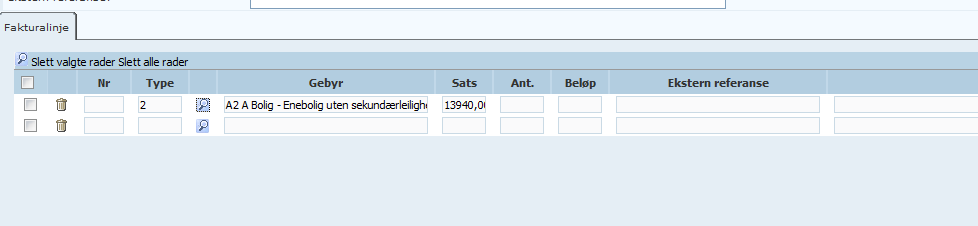 Fakturalinje
Slett valgte rader Slett alle rader
Nr Type Gebyr Sats Ant. Beløp Ekstern referanse
2 A2 A Bolig - Enebolig uten sekundærleiligh 13940,0